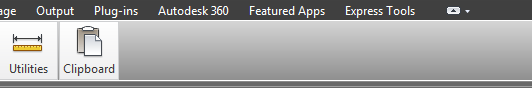 age Output Plug-ins Autodesk 360 Featured Apps Express Tools
Utilities Clipboard